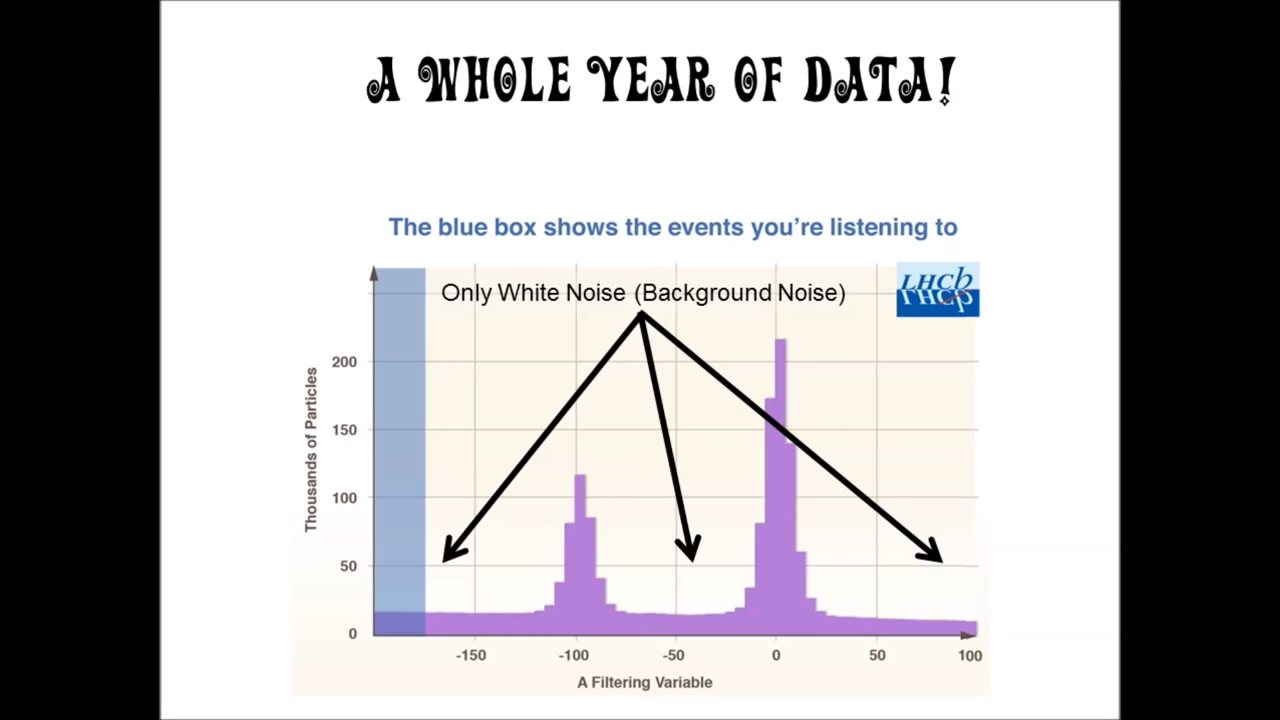 A WHOLE YEAR OF DATA!
The blue box shows the events you're listening to
Only White Noise (Background Noise)
LHCb
LHCb
Thousands of Particles
200
150
100
50
0
-150
-100
-50
0
50
100
A Filtering Variable